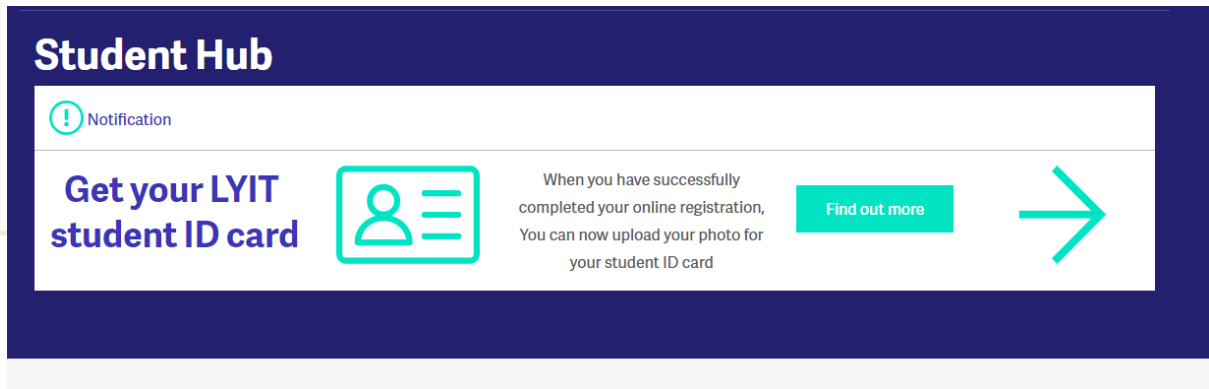 Student Hub
Notification
Get your LYIT
student ID card
When you have successfully
completed your online registration,
You can now upload your photo for
your student ID card
Find out more